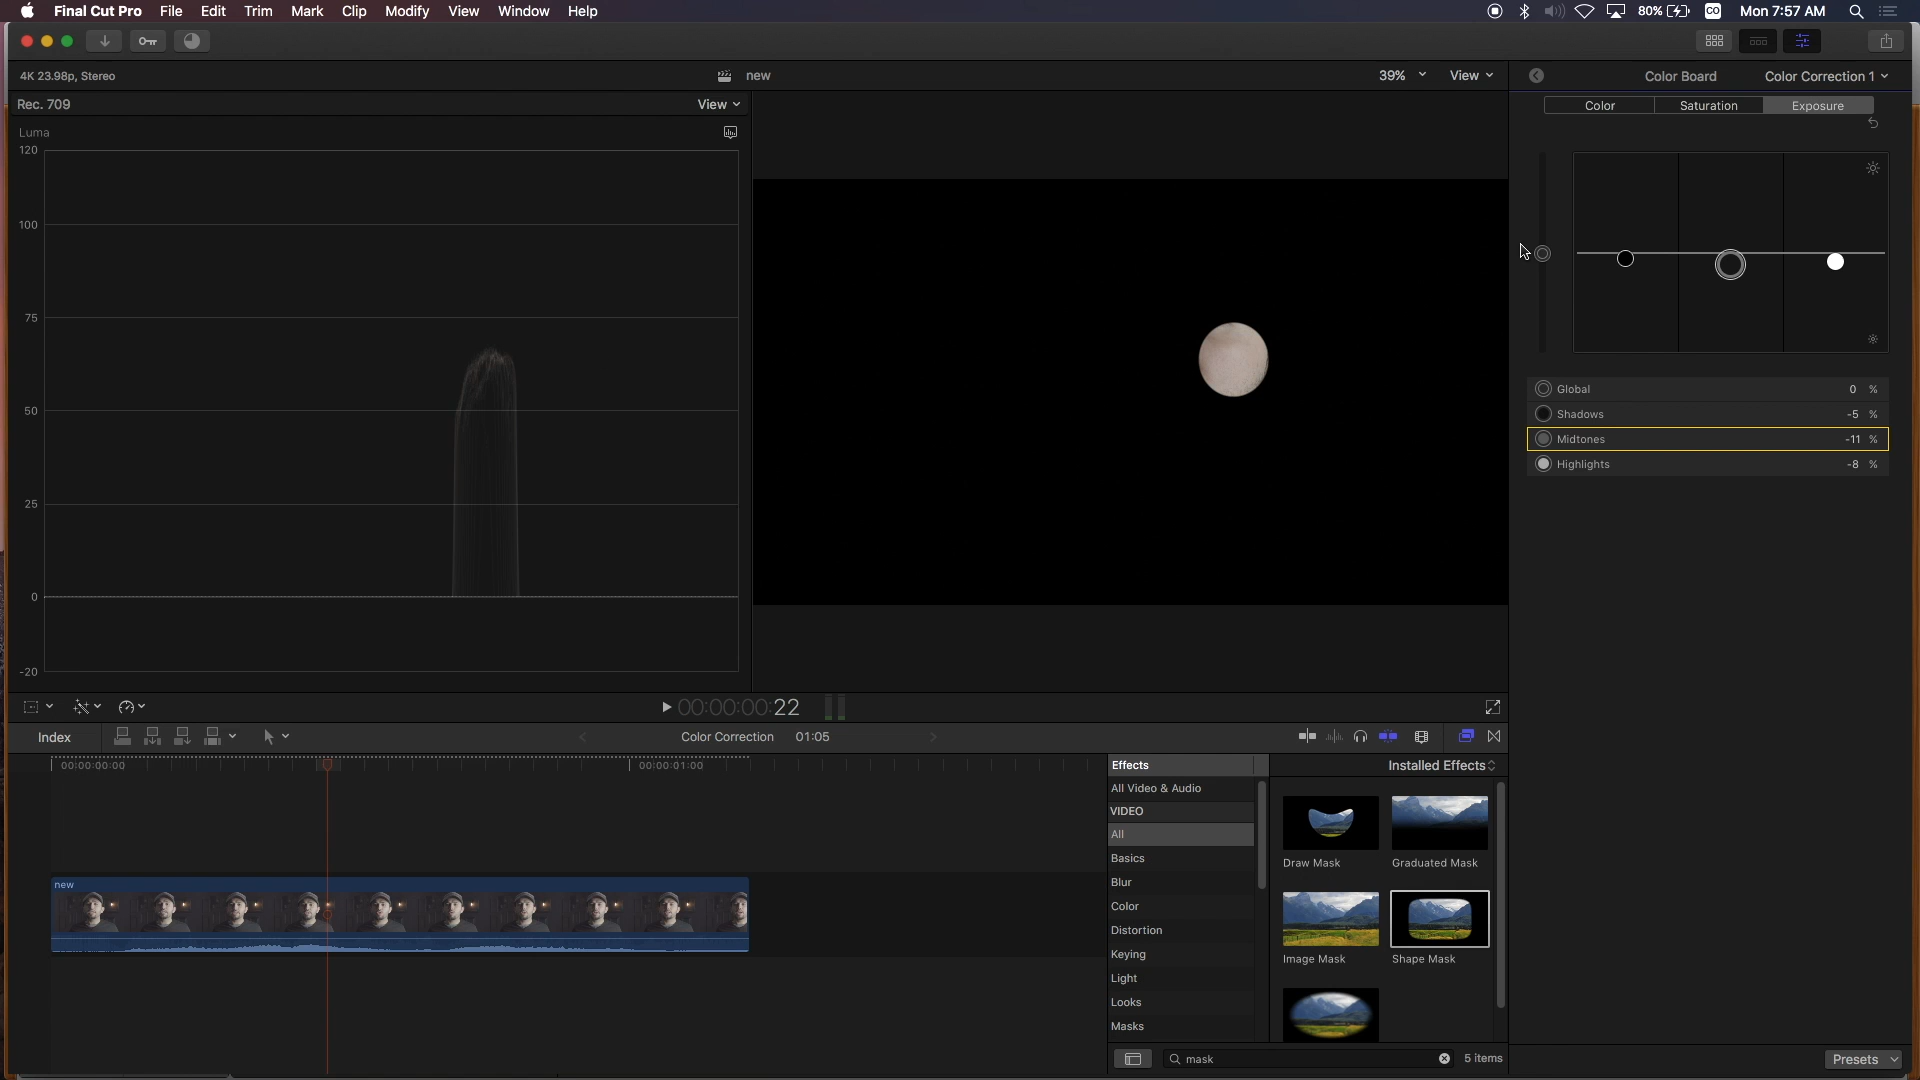 Final Cut Pro File Edit Trim Mark Clip Modify View Window Help 80% CO Mon 7:57 AM
4K 23.98p, Stereo new 39% View Color Board Color Correction 1
Rec. 709 View Color Saturation Exposure
Luma
120
100
75
50
25
0
-20
Global 0 %
Shadows -5 %
Midtones -11 %
Highlights -8 %
00:00:00:22
Index Color Correction 01:05
00:00:00:00 00:00:01:00
new
Effects Installed Effects
All Video & Audio
VIDEO
All
Basics
Blur
Color
Distortion
Keying
Light
Looks
Masks
Draw Mask Graduated Mask
Image Mask Shape Mask
mask 5 items
Presets